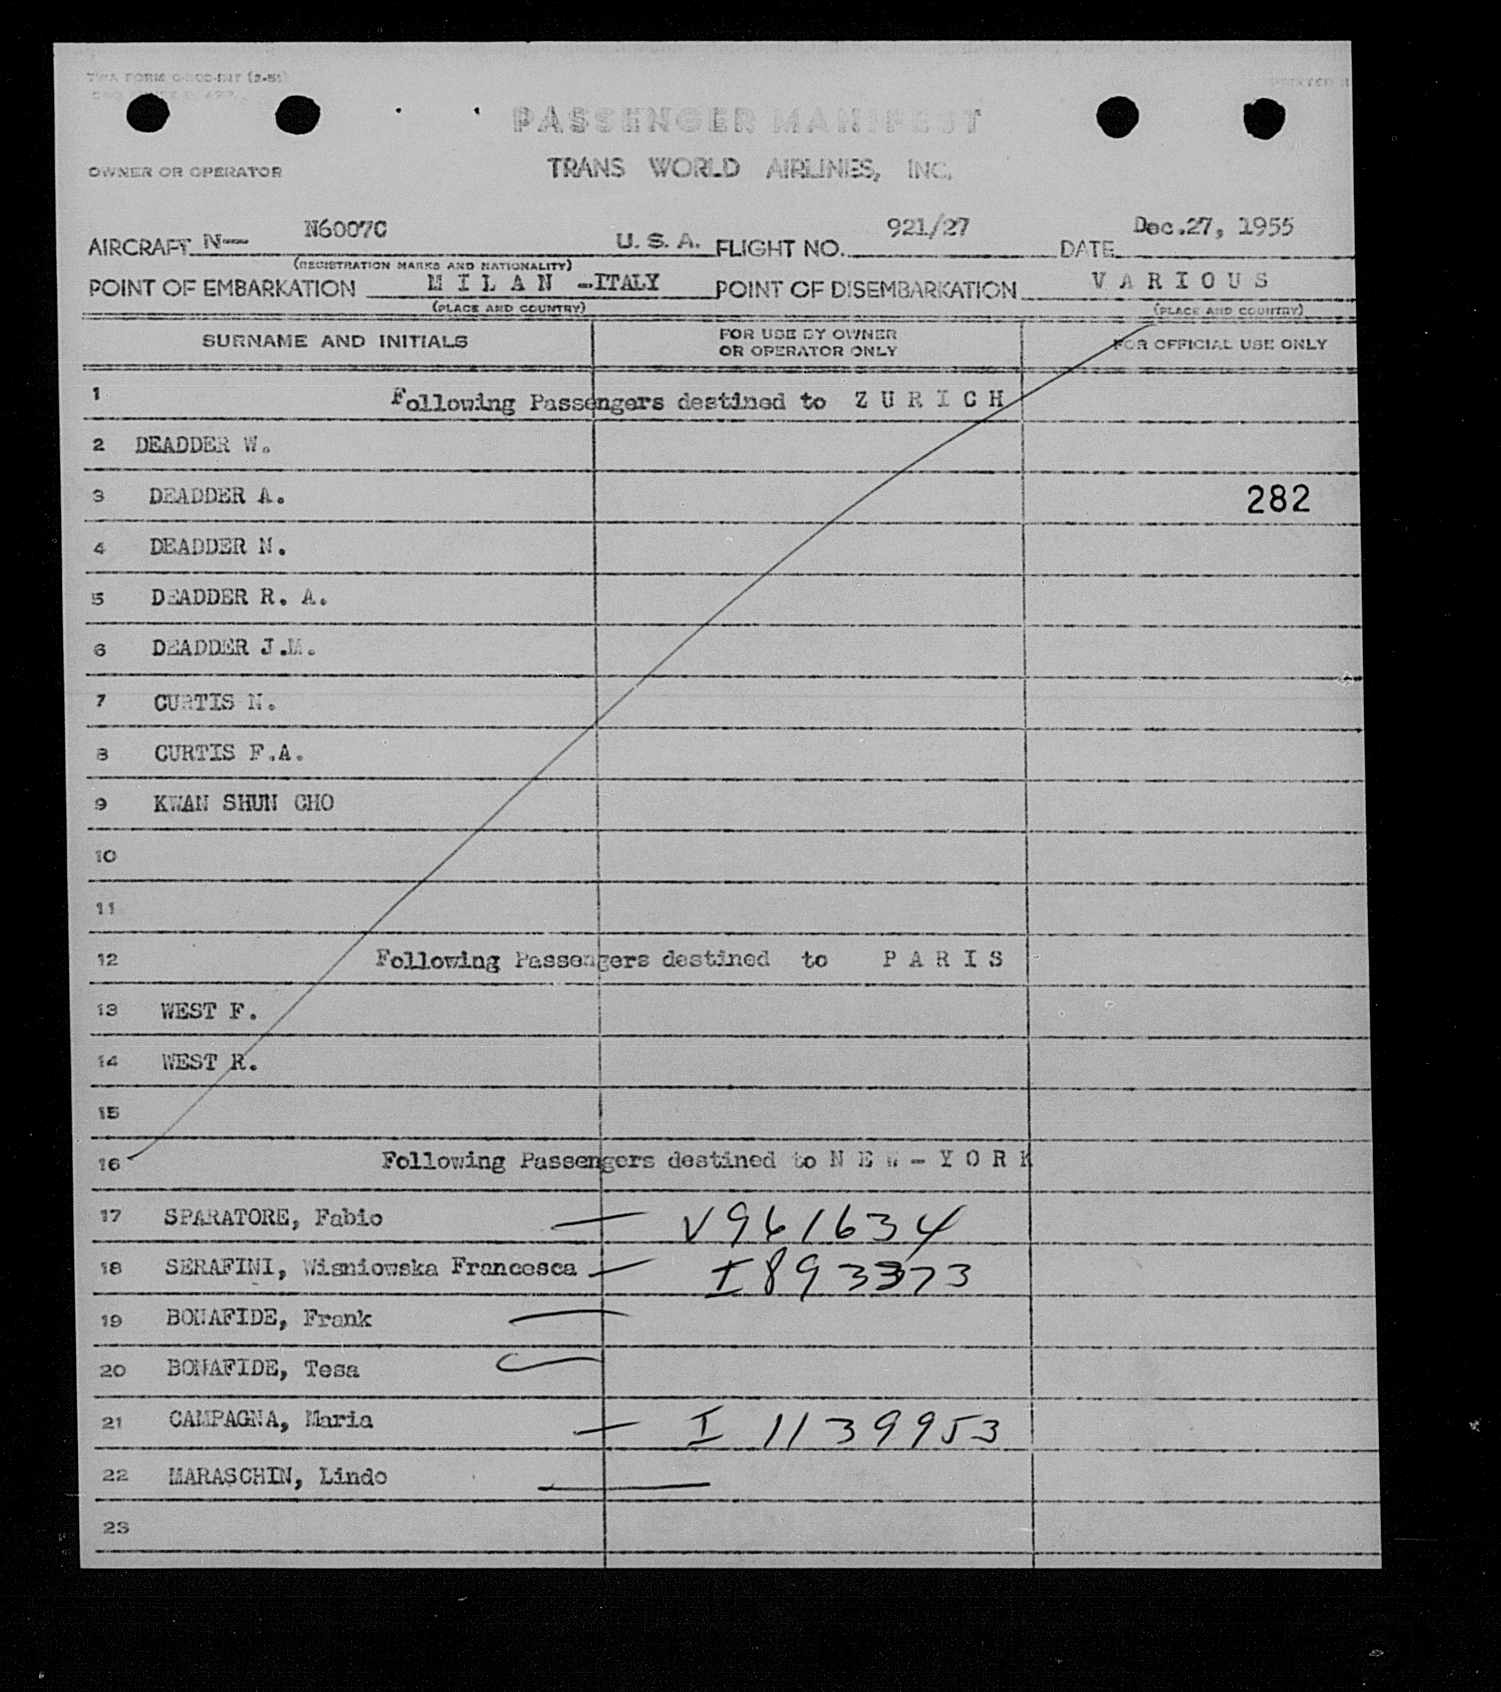 TWA FORM
PASSENGER MANIFEST
OWNER OR OPERATOR TRANS WORLD AIRLINES, INC.
AIRCRAFT N— N6007C U. S. A. FLIGHT NO. 921/27 DATE Dec.27, 1955
(REGISTRATION MARKS AND NATIONALITY)
POINT OF EMBARKATION M I L A N -ITALY POINT OF DISEMBARKATION V A R I O U S
(PLACE AND COUNTRY) (PLACE AND COUNTRY)
SURNAME AND INITIALS FOR USE BY OWNER OR OPERATOR ONLY FOR OFFICIAL USE ONLY
1 Following Passengers destined to Z U R I C H
2 DEADDER W.
3 DEADDER A. 282
4 DEADDER N.
5 DEADDER R. A.
6 DEADDER J.M.
7 CURTIS N.
8 CURTIS F.A.
9 KWAN SHUN CHO
10
11
12 Following Passengers destined to P A R I S
13 WEST F.
14 WEST R.
15
16 Following Passengers destined to N E W - Y O R K
17 SPARATORE, Fabio — V961634
18 SERAFINI, Wisniowska Francesca — I893373
19 BONAFIDE, Frank —
20 BONAFIDE, Tesa
21 CAMPAGNA, Maria — I 1139953
22 MARASCHIN, Lindo —
23